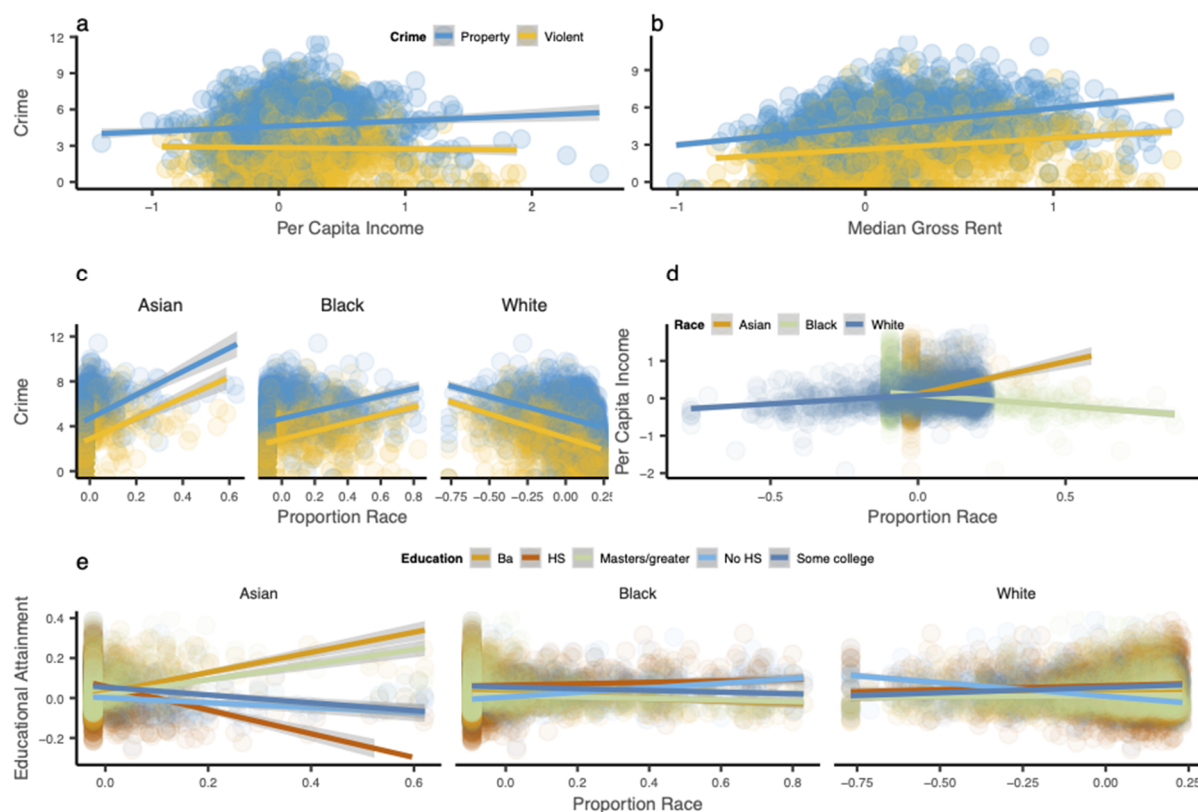 a
b
Crime Property Violent
12
9
6
3
0
Crime
−1 0 1 2
Per Capita Income
9
6
3
0
−1 0 1
Median Gross Rent
c
d
Asian Black White
12
8
4
0
Crime
0.0 0.2 0.4 0.6
−0.2 0.0 0.2 0.4 0.6 0.8
−0.75 −0.50 −0.25 0.00 0.25
Proportion Race
Race Asian Black White
1
0
−1
−2
Per Capita Income
−0.5 0.0 0.5
Proportion Race
e
Education Ba HS Masters/greater No HS Some college
Asian Black White
0.4
0.2
0.0
−0.2
Educational Attainment
0.0 0.2 0.4 0.6
0.0 0.2 0.4 0.6 0.8
−0.75 −0.50 −0.25 0.00 0.25
Proportion Race